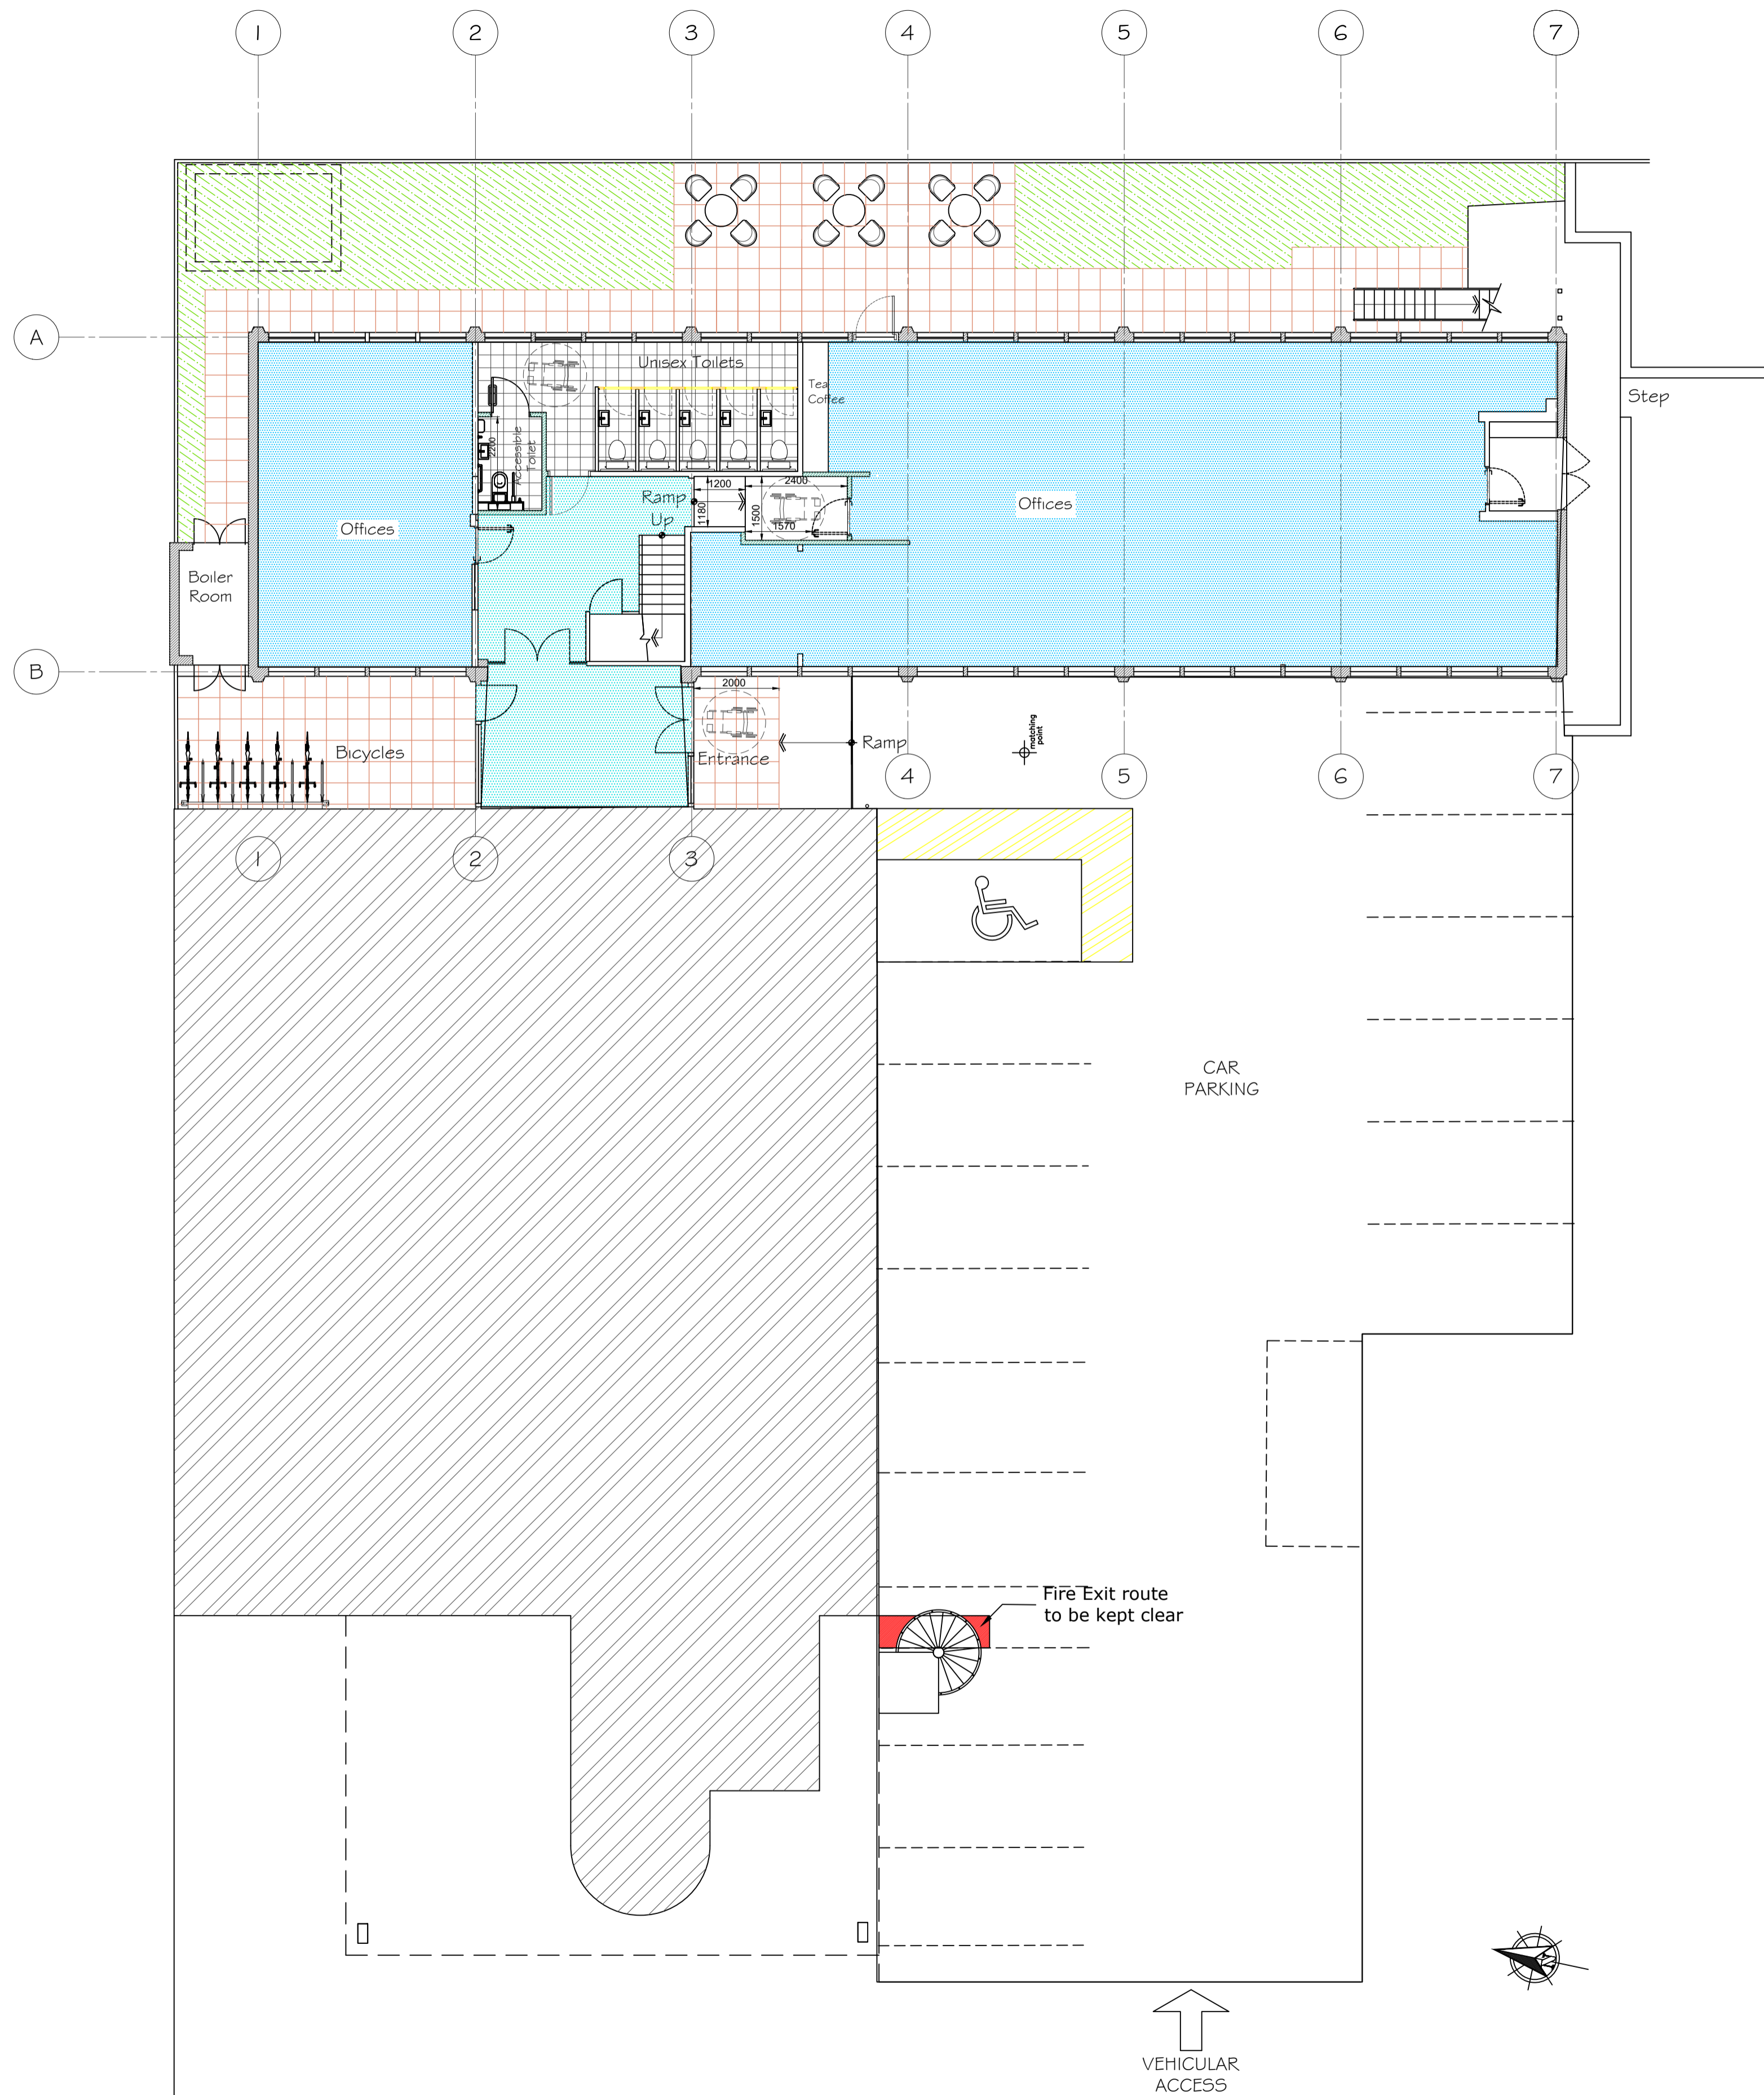 1 2 3 4 5 6 7
A
Unisex Toilets
Tea
Coffee
Step
Accessible
Toilet
2200
1200
2400
Ramp
Up
1180
1500
1570
Offices
Offices
Boiler
Room
B
2000
Bicycles
Entrance
Ramp
matching
point
4 5 6 7
1 2 3
CAR
PARKING
Fire Exit route
to be kept clear
N
VEHICULAR
ACCESS